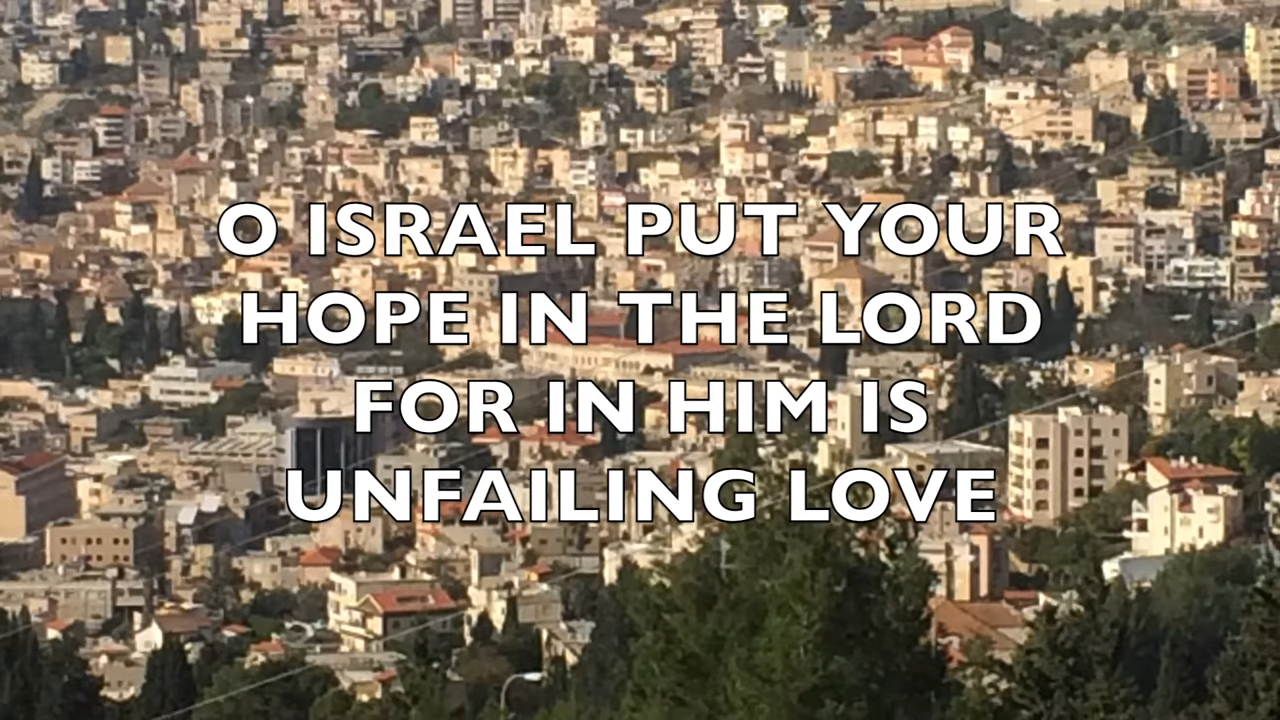 O ISRAEL PUT YOUR
HOPE IN THE LORD
FOR IN HIM IS
UNFAILING LOVE